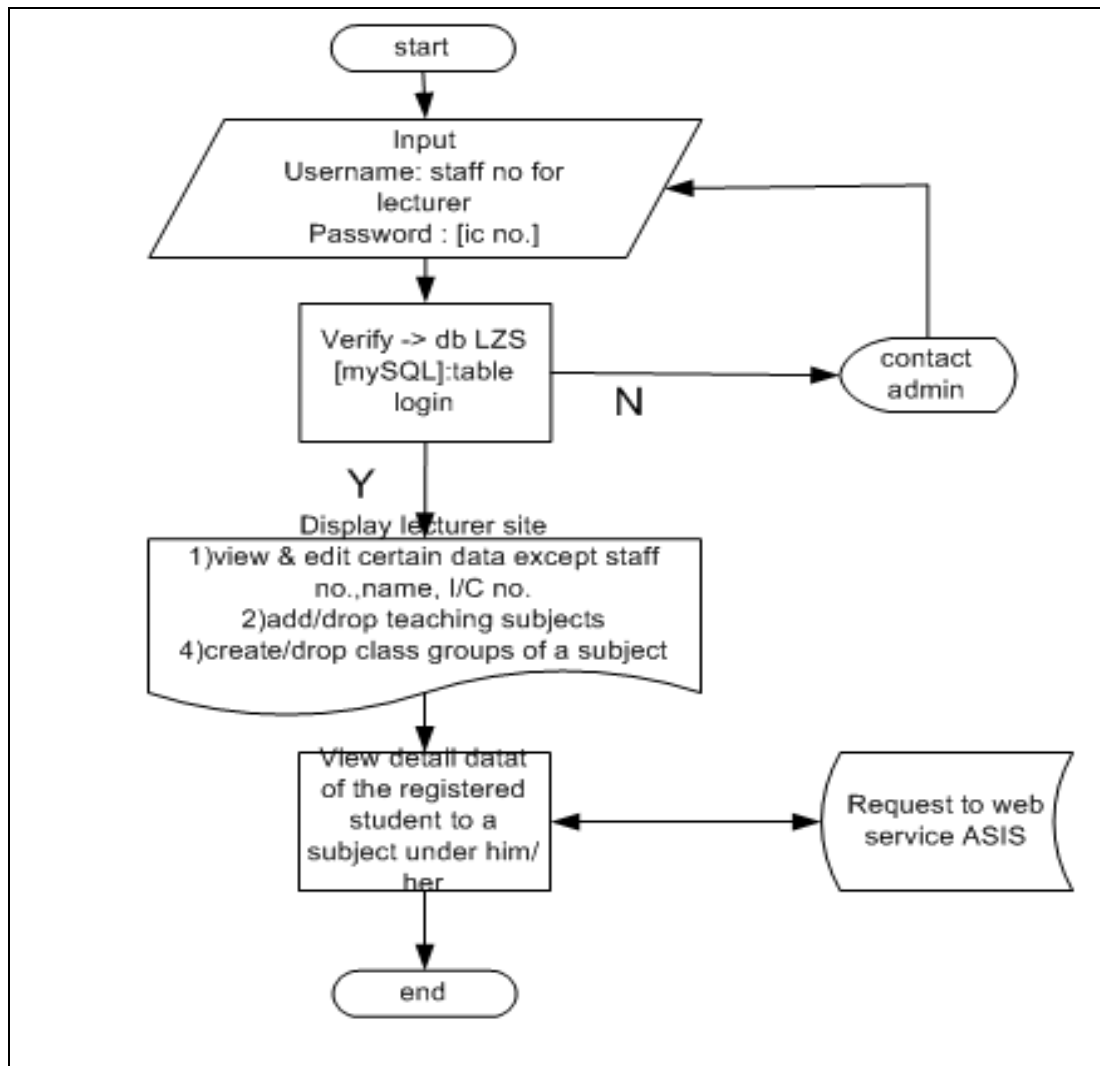 start
Input
Username: staff no for
lecturer
Password : [ic no.]
Verify -> db LZS
[mySQL]:table
login
N
contact
admin
Y
Display lecturer site
1)view & edit certain data except staff
no.,name, I/C no.
2)add/drop teaching subjects
4)create/drop class groups of a subject
View detail datat
of the registered
student to a
subject under him/
her
Request to web
service ASIS
end